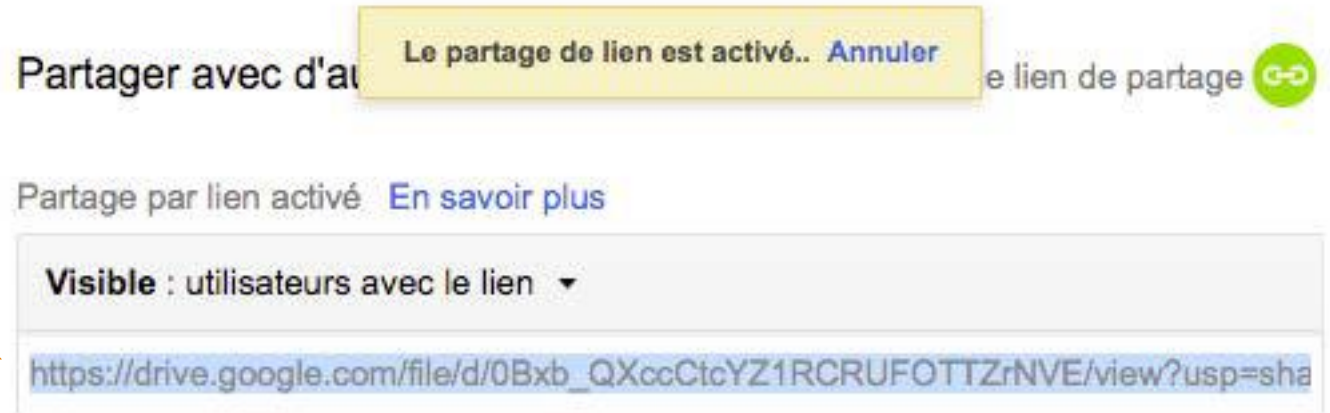 Le partage de lien est activé.. Annuler
Partager avec d'au e lien de partage
Partage par lien activé En savoir plus
Visible : utilisateurs avec le lien
https://drive.google.com/file/d/0Bxb_QXccCtcYZ1RCRUFOTTZrNVE/view?usp=sha